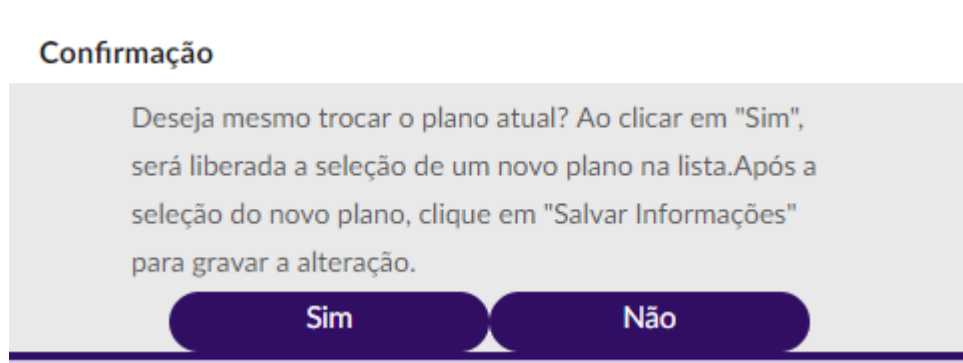 Confirmação
Deseja mesmo trocar o plano atual? Ao clicar em "Sim",
será liberada a seleção de um novo plano na lista.Após a
seleção do novo plano, clique em "Salvar Informações"
para gravar a alteração.
Sim Não